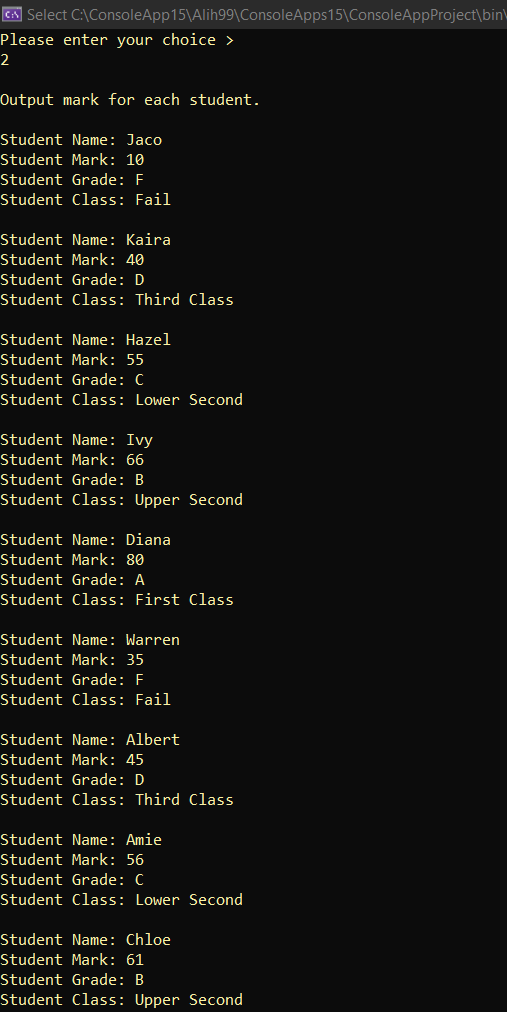 Select C:\ConsoleApp15\Alih99\ConsoleApps15\ConsoleAppProject\bin\
Please enter your choice >
2
Output mark for each student.
Student Name: Jaco
Student Mark: 10
Student Grade: F
Student Class: Fail
Student Name: Kaira
Student Mark: 40
Student Grade: D
Student Class: Third Class
Student Name: Hazel
Student Mark: 55
Student Grade: C
Student Class: Lower Second
Student Name: Ivy
Student Mark: 66
Student Grade: B
Student Class: Upper Second
Student Name: Diana
Student Mark: 80
Student Grade: A
Student Class: First Class
Student Name: Warren
Student Mark: 35
Student Grade: F
Student Class: Fail
Student Name: Albert
Student Mark: 45
Student Grade: D
Student Class: Third Class
Student Name: Amie
Student Mark: 56
Student Grade: C
Student Class: Lower Second
Student Name: Chloe
Student Mark: 61
Student Grade: B
Student Class: Upper Second